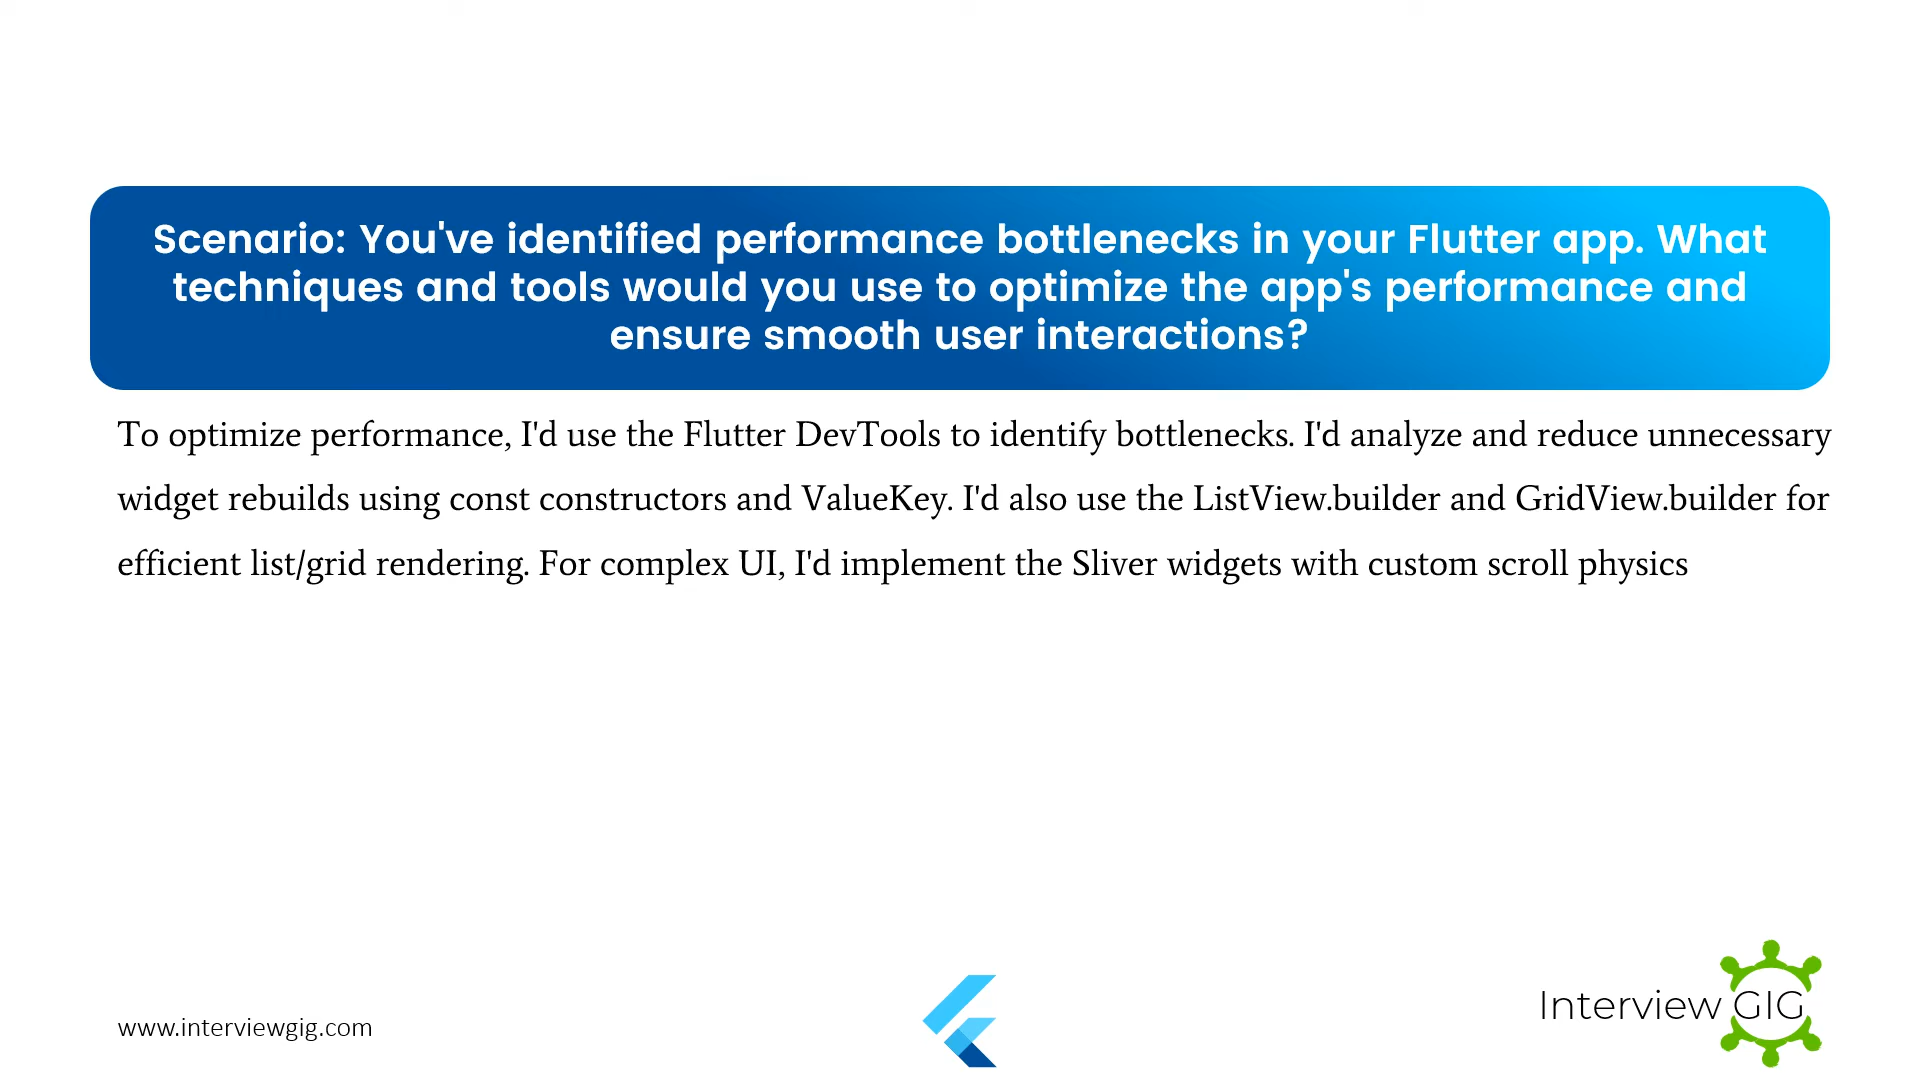 Scenario: You've identified performance bottlenecks in your Flutter app. What
techniques and tools would you use to optimize the app's performance and
ensure smooth user interactions?
To optimize performance, I'd use the Flutter DevTools to identify bottlenecks. I'd analyze and reduce unnecessary
widget rebuilds using const constructors and ValueKey. I'd also use the ListView.builder and GridView.builder for
efficient list/grid rendering. For complex UI, I'd implement the Sliver widgets with custom scroll physics
www.interviewgig.com
Interview GIG